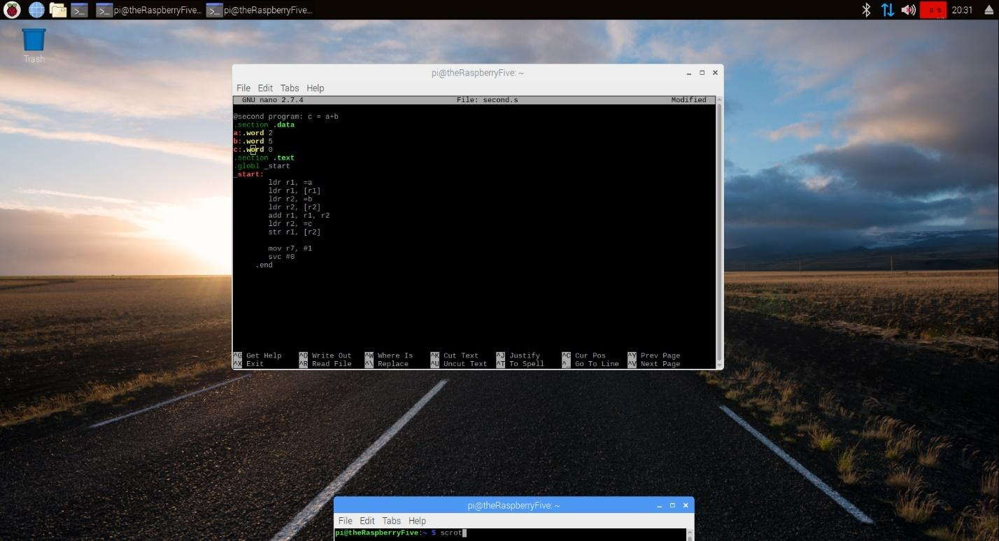 pi@theRaspberryFive... pi@theRaspberryFive... 0 % 20:31
Trash
pi@theRaspberryFive: ~
File Edit Tabs Help
GNU nano 2.7.4 File: second.s Modified
@second program: c = a+b
.section .data
a:.word 2
b:.word 5
c:.word 0
.section .text
.globl _start
_start:
ldr r1, =a
ldr r1, [r1]
ldr r2, =b
ldr r2, [r2]
add r1, r1, r2
ldr r2, =c
str r1, [r2]
mov r7, #1
svc #0
.end
^G Get Help ^O Write Out ^W Where Is ^K Cut Text ^J Justify ^C Cur Pos ^Y Prev Page
^X Exit ^R Read File ^\ Replace ^U Uncut Text ^T To Spell ^_ Go To Line ^V Next Page
pi@theRaspberryFive: ~
File Edit Tabs Help
pi@theRaspberryFive:~ $ scrot